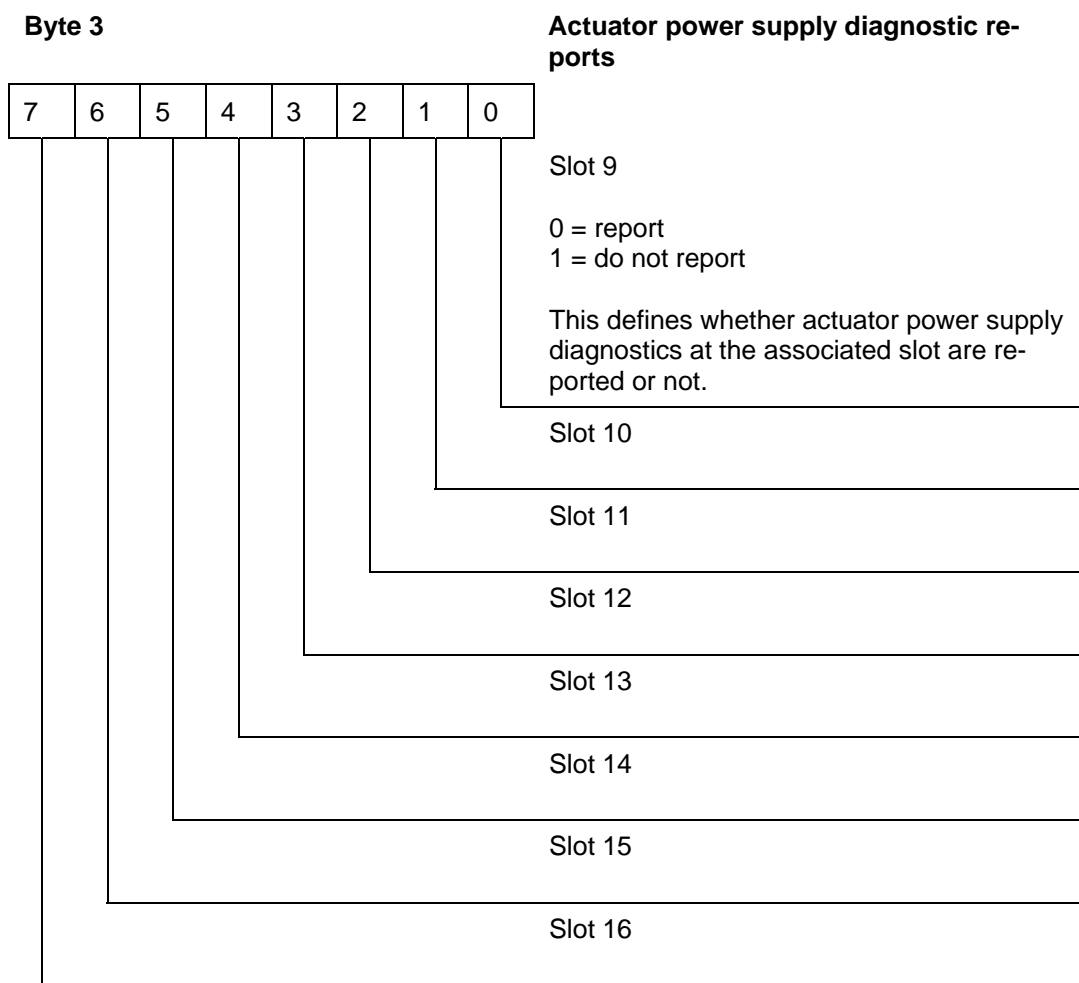 Byte 3
Actuator power supply diagnostic re-
ports
7 6 5 4 3 2 1 0
Slot 9
0 = report
1 = do not report
This defines whether actuator power supply
diagnostics at the associated slot are re-
ported or not.
Slot 10
Slot 11
Slot 12
Slot 13
Slot 14
Slot 15
Slot 16